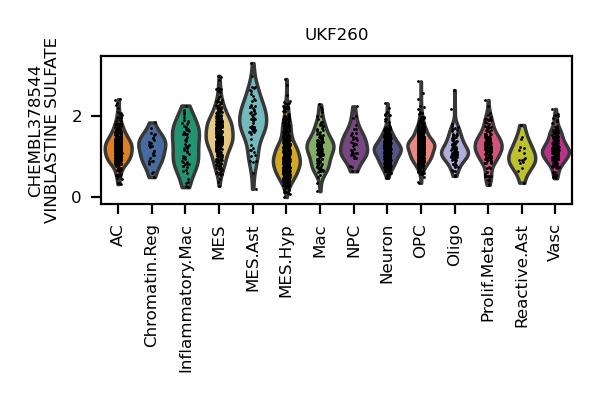 UKF260
CHEMBL378544
VINBLASTINE SULFATE
2
0
AC
Chromatin.Reg
Inflammatory.Mac
MES
MES.Ast
MES.Hyp
Mac
NPC
Neuron
OPC
Oligo
Prolif.Metab
Reactive.Ast
Vasc